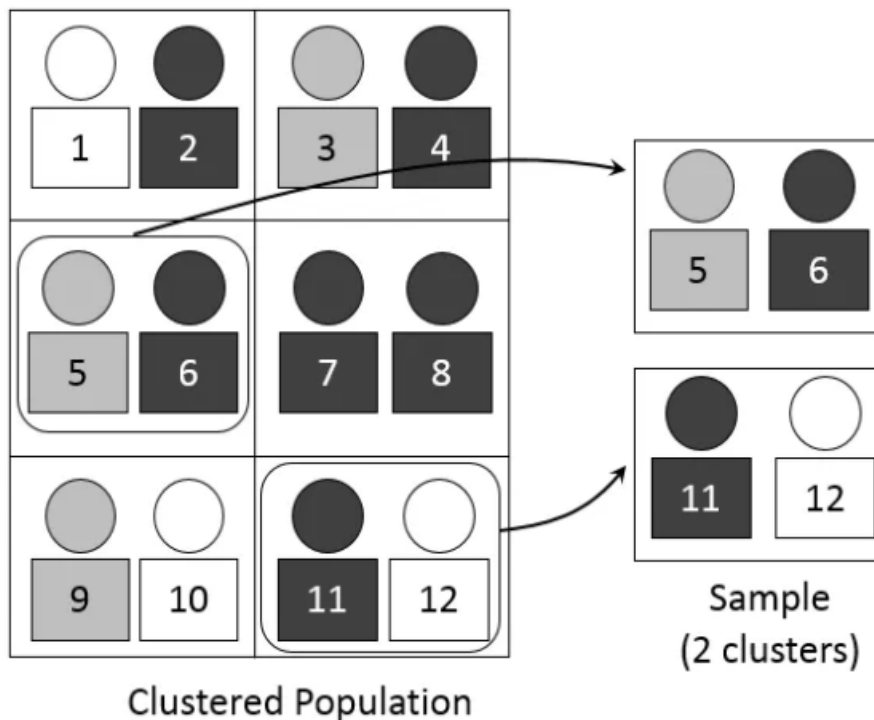 1 2 3 4
5 6 7 8
9 10 11 12
Clustered Population
5 6
11 12
Sample
(2 clusters)